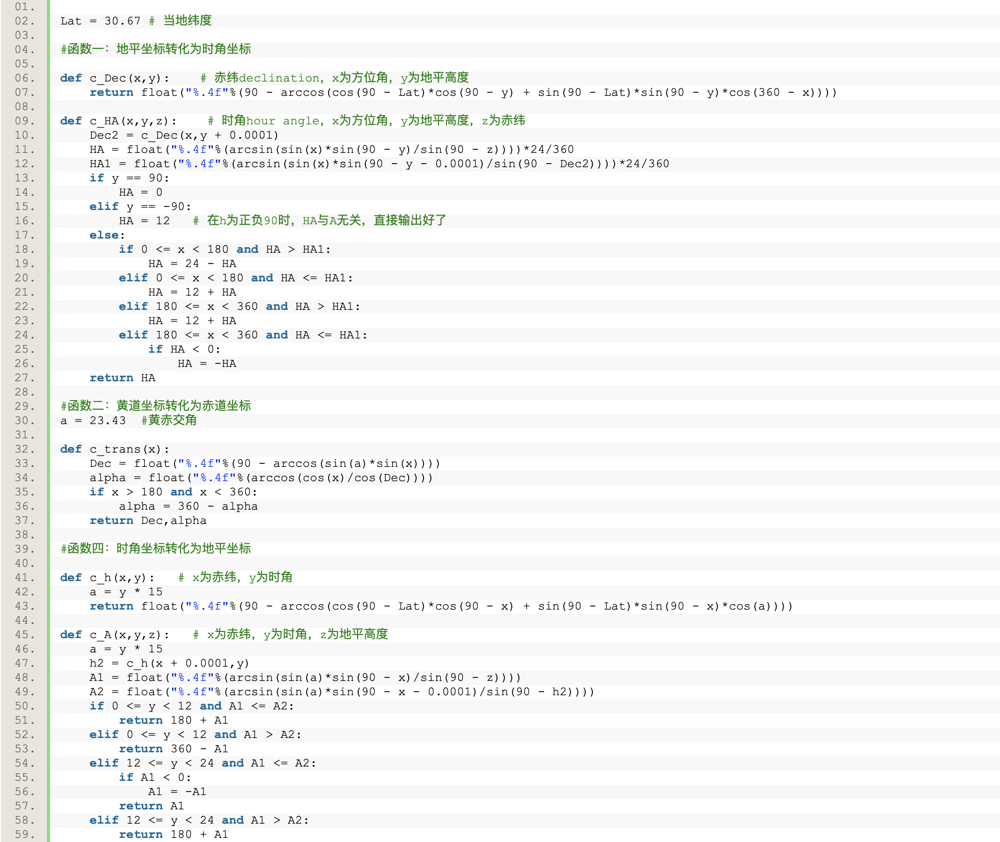 01.
02. Lat = 30.67 # 当地纬度
03.
04. #函数一：地平坐标转化为时角坐标
05.
06. def c_Dec(x,y):    # 赤纬declination，x为方位角，y为地平高度
07.     return float("%.4f"%(90 - arccos(cos(90 - Lat)*cos(90 - y) + sin(90 - Lat)*sin(90 - y)*cos(360 - x))))
08.
09. def c_HA(x,y,z):    # 时角hour angle，x为方位角，y为地平高度，z为赤纬
10.     Dec2 = c_Dec(x,y + 0.0001)
11.     HA = float("%.4f"%(arcsin(sin(x)*sin(90 - y)/sin(90 - z))))*24/360
12.     HA1 = float("%.4f"%(arcsin(sin(x)*sin(90 - y - 0.0001)/sin(90 - Dec2))))*24/360
13.     if y == 90:
14.         HA = 0
15.     elif y == -90:
16.         HA = 12   # 在h为正负90时，HA与A无关，直接输出好了
17.     else:
18.         if 0 <= x < 180 and HA > HA1:
19.             HA = 24 - HA
20.         elif 0 <= x < 180 and HA <= HA1:
21.             HA = 12 + HA
22.         elif 180 <= x < 360 and HA > HA1:
23.             HA = 12 + HA
24.         elif 180 <= x < 360 and HA <= HA1:
25.             if HA < 0:
26.                 HA = -HA
27.     return HA
28.
29. #函数二：黄道坐标转化为赤道坐标
30. a = 23.43  #黄赤交角
31.
32. def c_trans(x):
33.     Dec = float("%.4f"%(90 - arccos(sin(a)*sin(x))))
34.     alpha = float("%.4f"%(arccos(cos(x)/cos(Dec))))
35.     if x > 180 and x < 360:
36.         alpha = 360 - alpha
37.     return Dec,alpha
38.
39. #函数四：时角坐标转化为地平坐标
40.
41. def c_h(x,y):   # x为赤纬，y为时角
42.     a = y * 15
43.     return float("%.4f"%(90 - arccos(cos(90 - Lat)*cos(90 - x) + sin(90 - Lat)*sin(90 - x)*cos(a))))
44.
45. def c_A(x,y,z):   # x为赤纬，y为时角，z为地平高度
46.     a = y * 15
47.     h2 = c_h(x + 0.0001,y)
48.     A1 = float("%.4f"%(arcsin(sin(a)*sin(90 - x)/sin(90 - z))))
49.     A2 = float("%.4f"%(arcsin(sin(a)*sin(90 - x - 0.0001)/sin(90 - h2))))
50.     if 0 <= y < 12 and A1 <= A2:
51.         return 180 + A1
52.     elif 0 <= y < 12 and A1 > A2:
53.         return 360 - A1
54.     elif 12 <= y < 24 and A1 <= A2:
55.         if A1 < 0:
56.             A1 = -A1
57.         return A1
58.     elif 12 <= y < 24 and A1 > A2:
59.         return 180 + A1